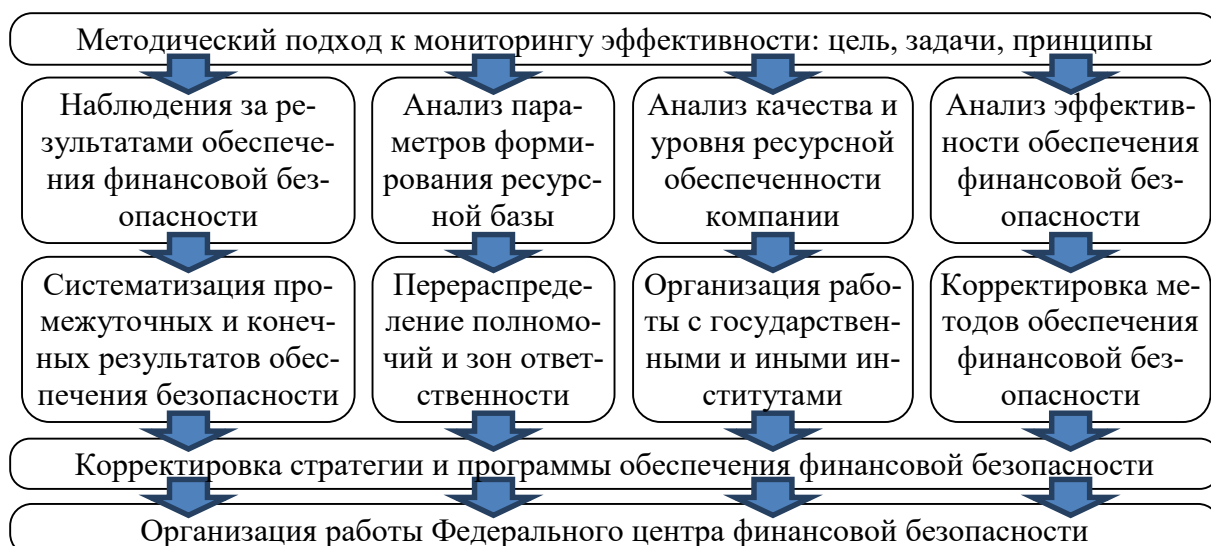 Методический подход к мониторингу эффективности: цель, задачи, принципы
Наблюдения за ре-
зультатами обеспече-
ния финансовой без-
опасности
Анализ пара-
метров форми-
рования ресурс-
ной базы
Анализ качества и
уровня ресурсной
обеспеченности
компании
Анализ эффектив-
ности обеспечения
финансовой без-
опасности
Систематизация про-
межуточных и конеч-
ных результатов обес-
печения безопасности
Перераспреде-
ление полномо-
чий и зон ответ-
ственности
Организация рабо-
ты с государствен-
ными и иными ин-
ститутами
Корректировка ме-
тодов обеспечения
финансовой без-
опасности
Корректировка стратегии и программы обеспечения финансовой безопасности
Организация работы Федерального центра финансовой безопасности